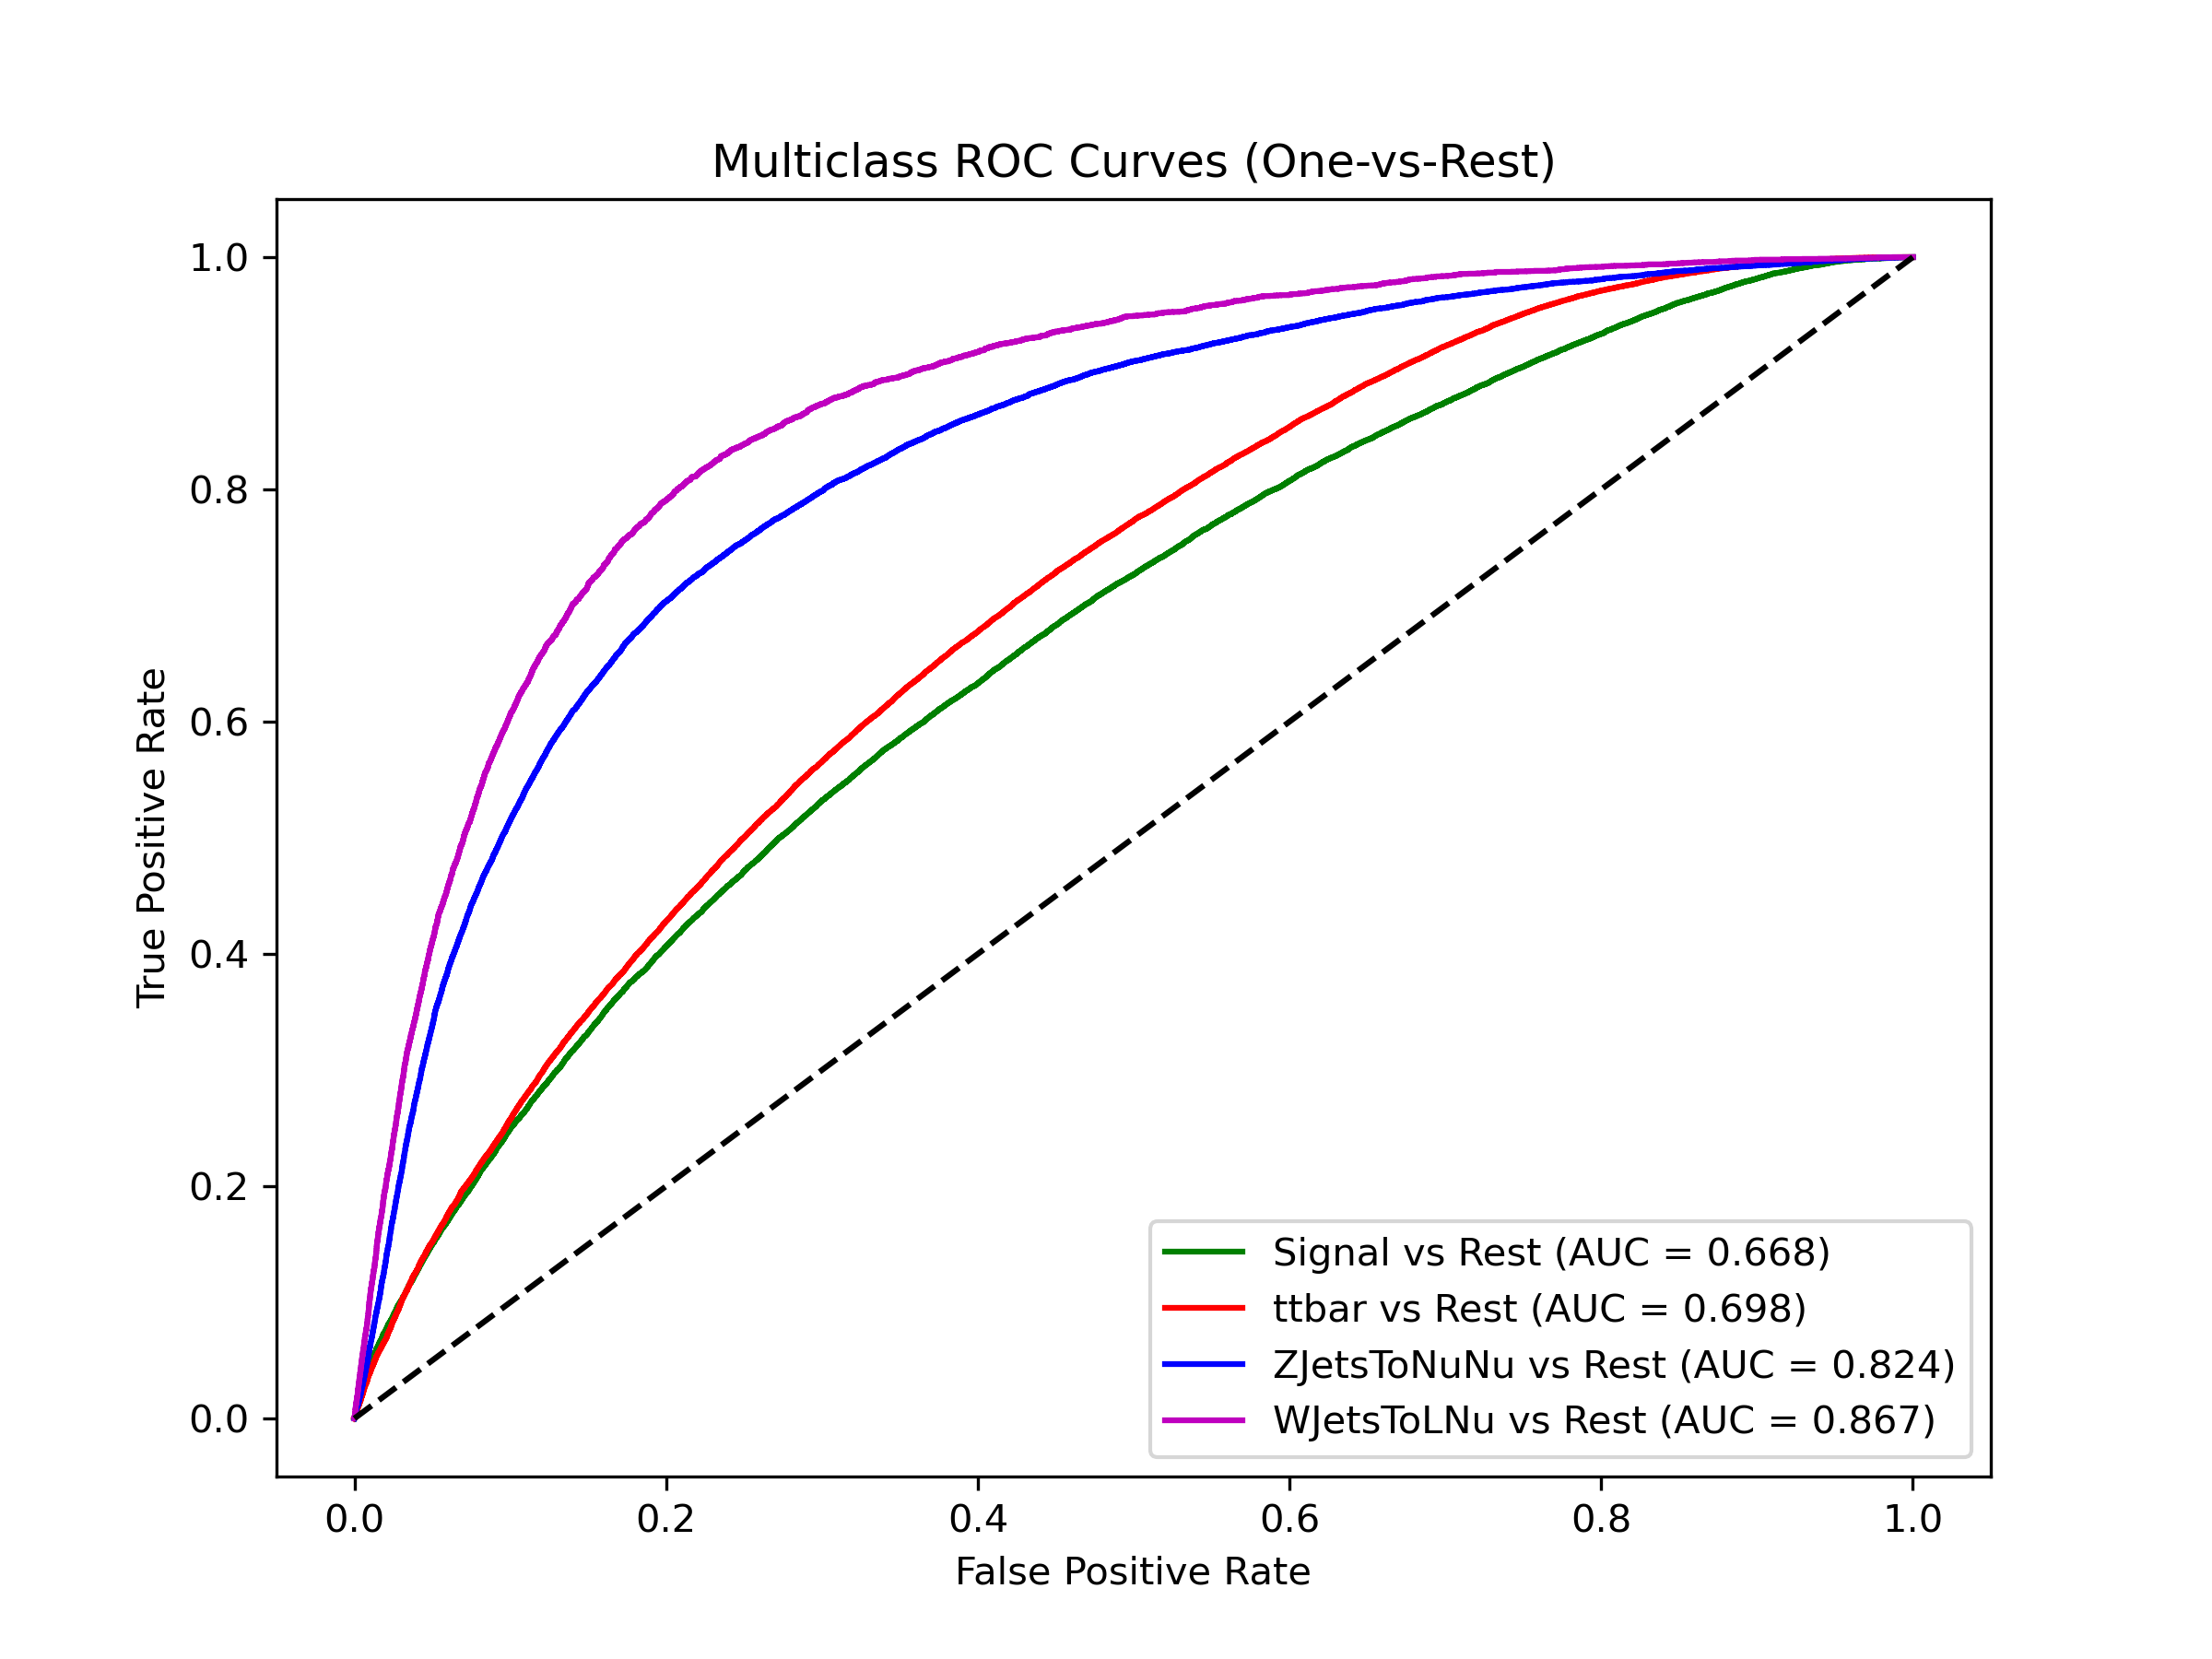 Multiclass ROC Curves (One-vs-Rest)
True Positive Rate
1.0
0.8
0.6
0.4
0.2
0.0
Signal vs Rest (AUC = 0.668)
ttbar vs Rest (AUC = 0.698)
ZJetsToNuNu vs Rest (AUC = 0.824)
WJetsToLNu vs Rest (AUC = 0.867)
0.0 0.2 0.4 0.6 0.8 1.0
False Positive Rate